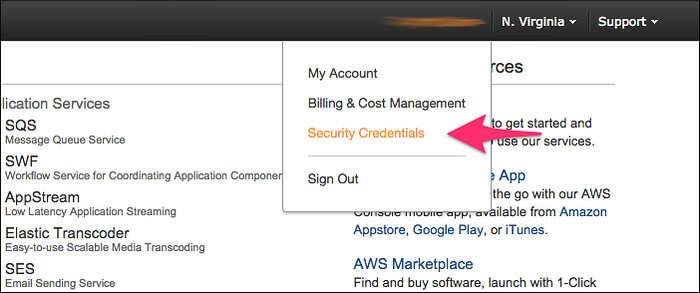 N. Virginia
Support
My Account
Billing & Cost Management
Security Credentials
Sign Out
lication Services
SQS
Message Queue Service
SWF
Workflow Service for Coordinating Application Component
AppStream
Low Latency Application Streaming
Elastic Transcoder
Easy-to-use Scalable Media Transcoding
SES
Email Sending Service
rces
to get started and
use our services.
e App
the go with our AWS
Console mobile app, available from Amazon
Appstore, Google Play, or iTunes.
AWS Marketplace
Find and buy software, launch with 1-Click